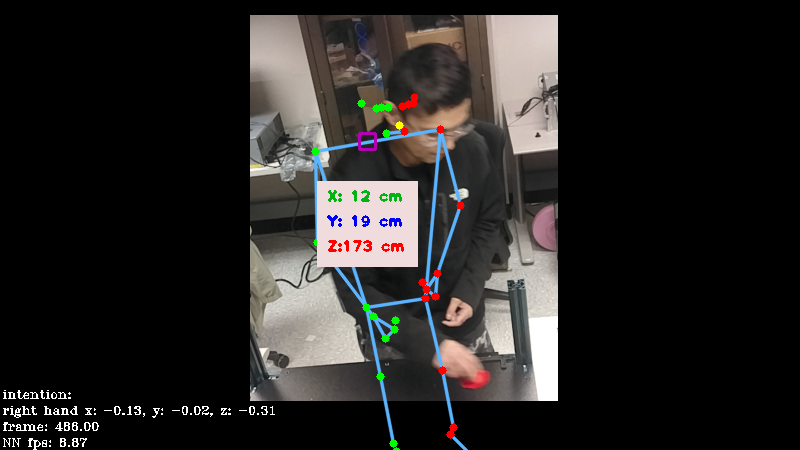 X: 12 cm
Y: 19 cm
Z:173 cm
intention:
right hand x: -0.13, y: -0.02, z: -0.31
frame: 486.00
NN fps: 8.87